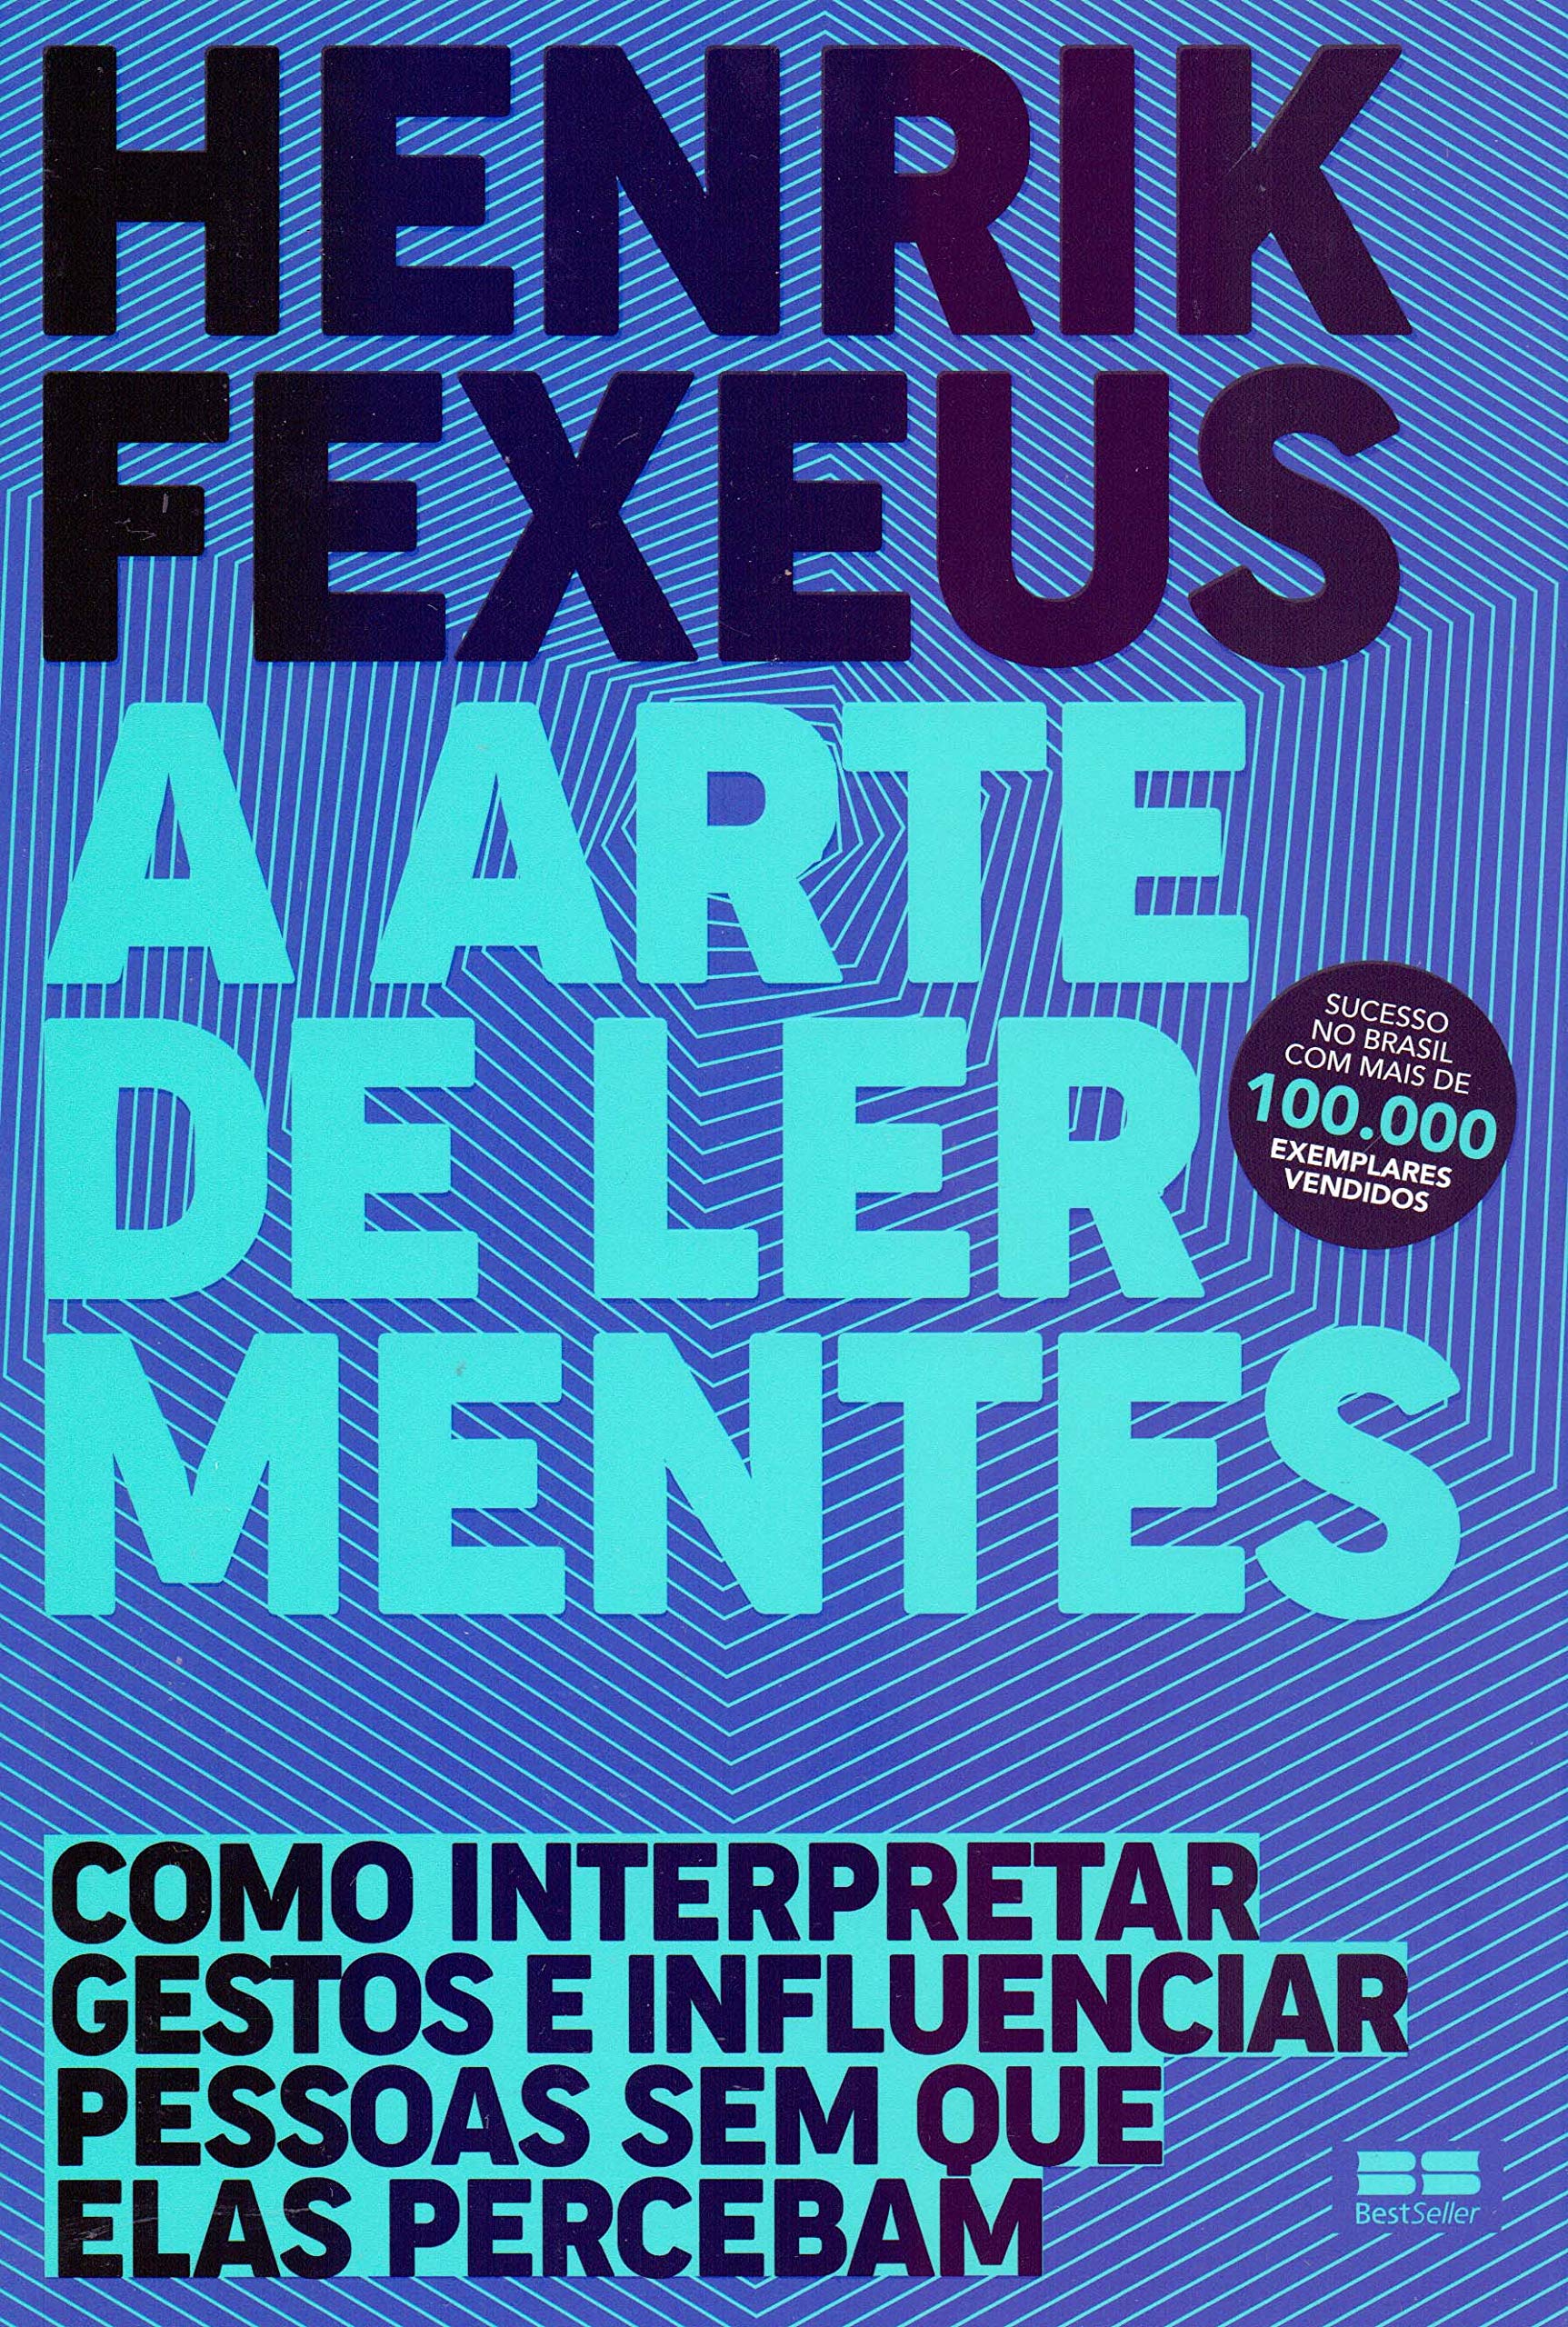 HENRIK
FEXEUS
A ARTE
DE LER
MENTES
SUCESSO
NO BRASIL
COM MAIS DE
100.000
EXEMPLARES
VENDIDOS
COMO INTERPRETAR
GESTOS E INFLUENCIAR
PESSOAS SEM QUE
ELAS PERCEBAM
BS
BestSeller